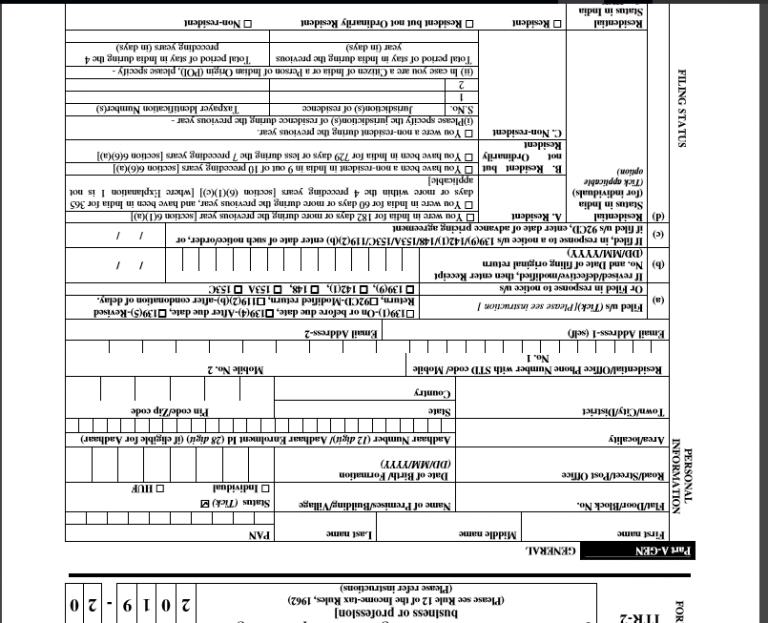 FOR
ITR-2
business or profession]
(Please see Rule 12 of the Income-tax Rules, 1962)
(Please refer instructions)
2 0 1 9 - 2 0
Part A-GEN GENERAL
PERSONAL INFORMATION
First name Middle name Last name PAN
Flat/Door/Block No. Name of Premises/Building/Village Status (Tick) ☑
☐ Individual ☐ HUF
Road/Street/Post Office Date of Birth/ Formation
(DD/MM/YYYY)
Area/locality Aadhaar Number (12 digit)/ Aadhaar Enrolment Id (28 digit) (if eligible for Aadhaar)
Town/City/District State Pin code/Zip code
Country
Residential/Office Phone Number with STD code/ Mobile No. 1 Mobile No. 2
Email Address-1 (self) Email Address-2
FILING STATUS
(a) Filed u/s (Tick)[Please see instruction ] ☐139(1)-On or before due date, ☐139(4)-After due date, ☐139(5)-Revised
Return, ☐92CD-Modified return, ☐119(2)(b)-after condonation of delay.
Or Filed in response to notice u/s ☐ 139(9), ☐ 142(1), ☐ 148, ☐ 153A ☐ 153C
(b) If revised/defective/modified, then enter Receipt
No. and Date of filing original return
(DD/MM/YYYY) / /
(c) If filed, in response to a notice u/s 139(9)/142(1)/148/153A/153C/119(2)(b) enter date of such notice/order, or
if filed u/s 92CD, enter date of advance pricing agreement / /
(d) Residential
Status in India
(for individuals)
(Tick applicable
option)
A. Resident ☐ You were in India for 182 days or more during the previous year [section 6(1)(a)]
☐ You were in India for 60 days or more during the previous year, and have been in India for 365
days or more within the 4 preceding years [section 6(1)(c)] [where Explanation 1 is not
applicable]
B. Resident but
not Ordinarily
Resident
☐ You have been a non-resident in India in 9 out of 10 preceding years [section 6(6)(a)]
☐ You have been in India for 729 days or less during the 7 preceding years [section 6(6)(a)]
C. Non-resident ☐ You were a non-resident during the previous year.
(i)Please specify the jurisdiction(s) of residence during the previous year -
S.No. Jurisdiction(s) of residence Taxpayer Identification Number(s)
1
2
(ii) In case you are a Citizen of India or a Person of Indian Origin (POI), please specify -
Total period of stay in India during the previous
year (in days)
Total period of stay in India during the 4
preceding years (in days)
Residential
Status in India
☐ Resident ☐ Resident but not Ordinarily Resident ☐ Non-resident